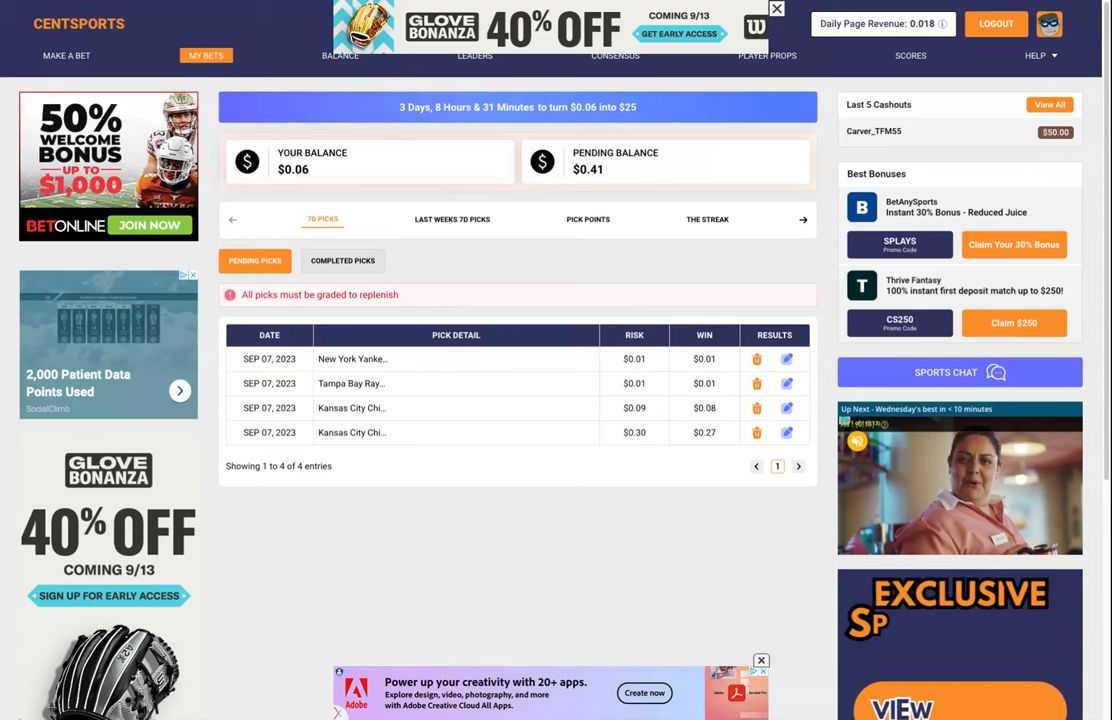 CENTSPORTS
GLOVE
BONANZA
40% OFF
COMING 9/13
GET EARLY ACCESS
W
Daily Page Revenue: 0.018
LOGOUT
MAKE A BET
MY BETS
BALANCE
LEADERS
CONSENSUS
PLAYER PROPS
SCORES
HELP
50%
WELCOME
BONUS
UP TO
$1,000
BETONLINE
JOIN NOW
2,000 Patient Data
Points Used
SocialClimb
GLOVE
BONANZA
40% OFF
COMING 9/13
SIGN UP FOR EARLY ACCESS
3 Days, 8 Hours & 31 Minutes to turn $0.06 into $25
YOUR BALANCE
$0.06
PENDING BALANCE
$0.41
7D PICKS
LAST WEEKS 7D PICKS
PICK POINTS
THE STREAK
PENDING PICKS
COMPLETED PICKS
All picks must be graded to replenish
DATE PICK DETAIL RISK WIN RESULTS
SEP 07, 2023 New York Yanke... $0.01 $0.01
SEP 07, 2023 Tampa Bay Ray... $0.01 $0.01
SEP 07, 2023 Kansas City Chi... $0.09 $0.08
SEP 07, 2023 Kansas City Chi... $0.30 $0.27
Showing 1 to 4 of 4 entries
1
Last 5 Cashouts
View All
Carver_TFM55
$50.00
Best Bonuses
B
BetAnySports
Instant 30% Bonus - Reduced Juice
SPLAYS
Promo Code
Claim Your 30% Bonus
T
Thrive Fantasy
100% instant first deposit match up to $250!
CS250
Promo Code
Claim $250
SPORTS CHAT
Up Next - Wednesday's best in < 10 minutes
EXCLUSIVE
SP
VIEW
Adobe
Power up your creativity with 20+ apps.
Explore design, video, photography, and more
with Adobe Creative Cloud All Apps.
Create now